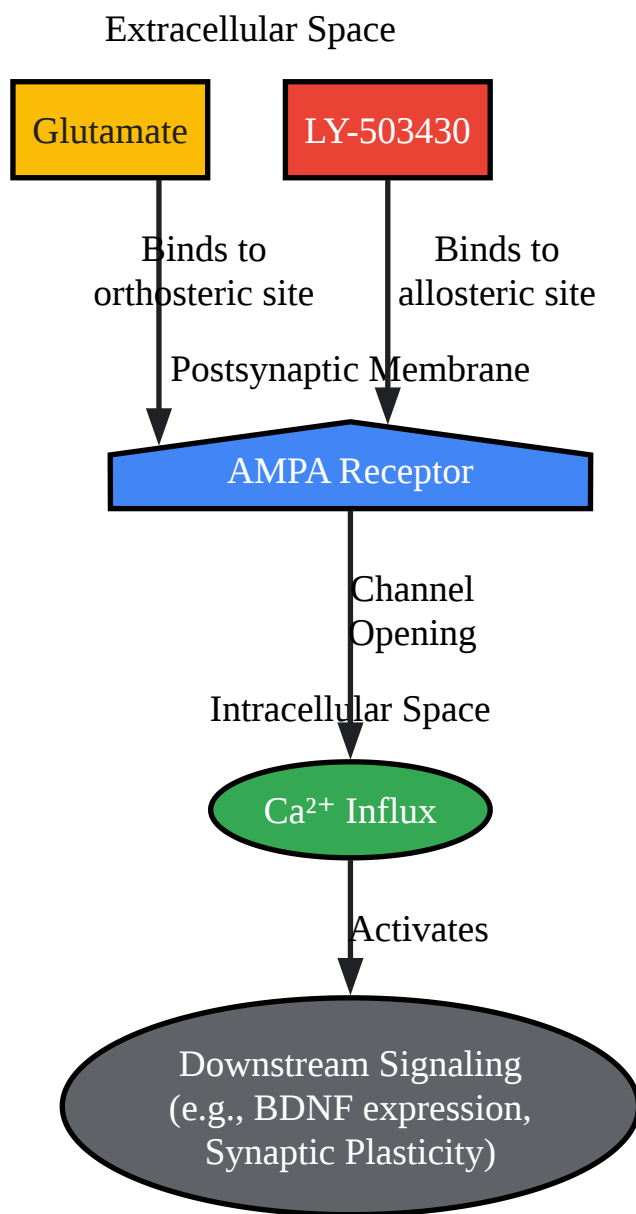 Extracellular Space
Glutamate
LY-503430
Binds to
orthosteric site
Binds to
allosteric site
Postsynaptic Membrane
AMPA Receptor
Channel
Opening
Intracellular Space
Ca²⁺ Influx
Activates
Downstream Signaling
(e.g., BDNF expression,
Synaptic Plasticity)